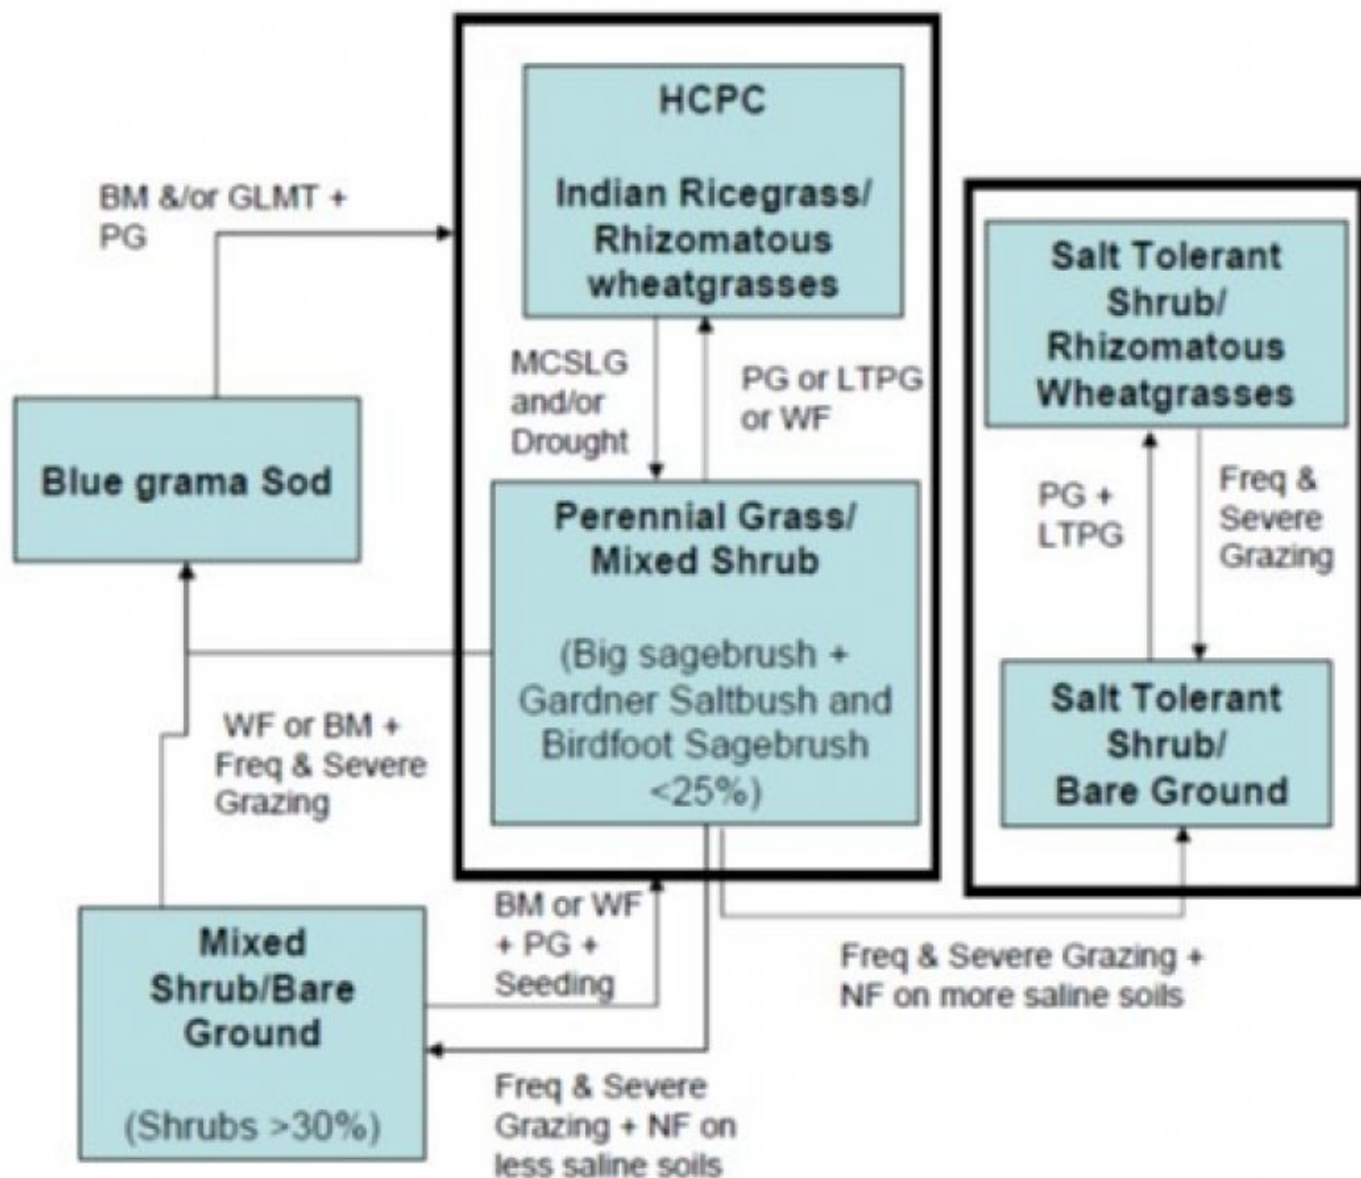 HCPC
Indian Ricegrass/
Rhizomatous
wheatgrasses
BM &/or GLMT +
PG
Salt Tolerant
Shrub/
Rhizomatous
Wheatgrasses
MCSLG
and/or
Drought
PG or LTPG
or WF
Blue grama Sod
PG +
LTPG
Freq &
Severe
Grazing
Perennial Grass/
Mixed Shrub
(Big sagebrush +
Gardner Saltbush and
Birdfoot Sagebrush
<25%)
Salt Tolerant
Shrub/
Bare Ground
WF or BM +
Freq & Severe
Grazing
BM or WF
+ PG +
Seeding
Mixed
Shrub/Bare
Ground
(Shrubs >30%)
Freq & Severe Grazing +
NF on more saline soils
Freq & Severe
Grazing + NF on
less saline soils